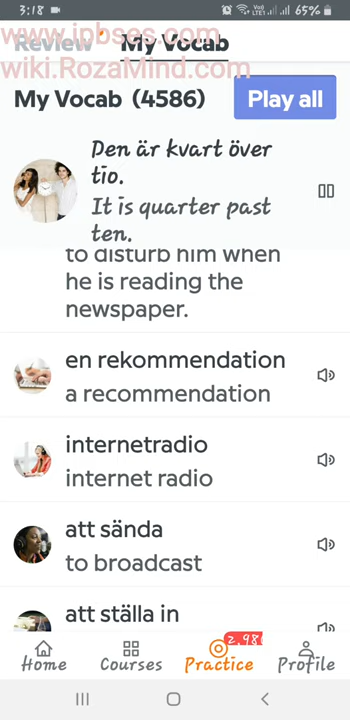 3:18
65%
www.ipbses.com
Review
My Vocab
wiki.RozaMind.com
My Vocab (4586)
Play all
Den är kvart över
tio.
It is quarter past
ten.
to disturb him when
he is reading the
newspaper.
en rekommendation
a recommendation
internetradio
internet radio
att sända
to broadcast
att ställa in
Home
Courses
Practice
Profile